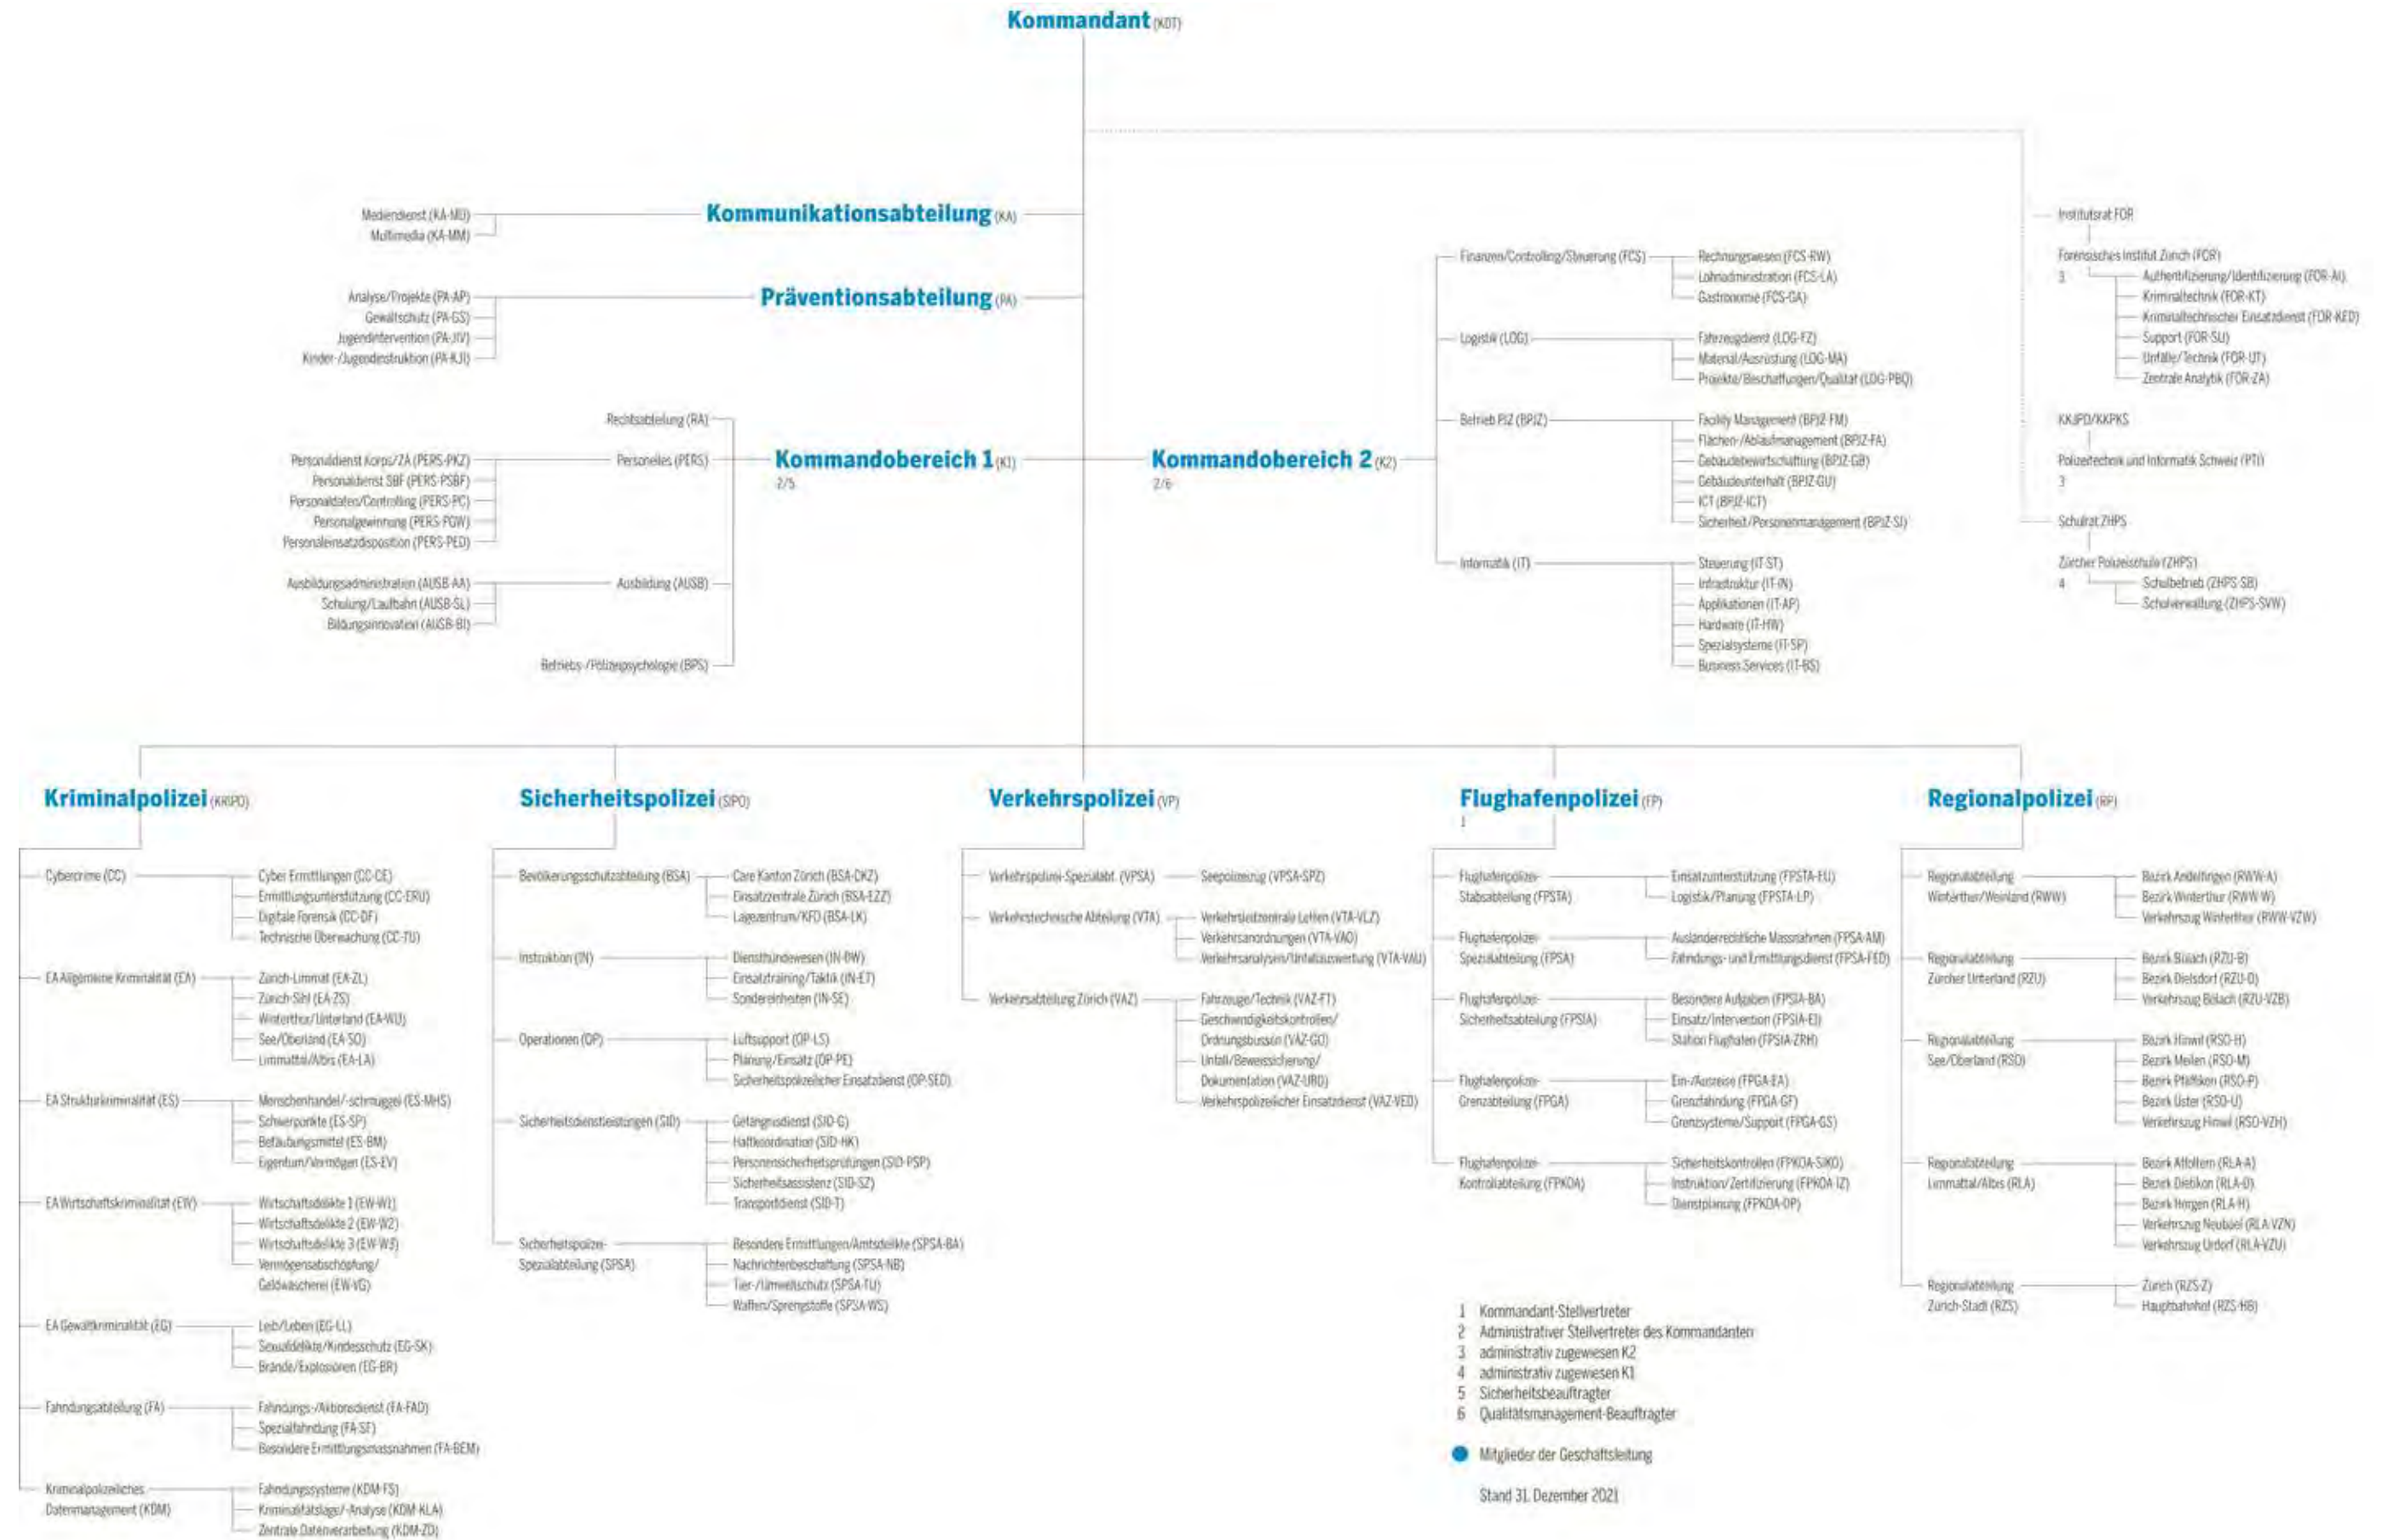 Kommandant (KDT)
Mediendienst (KA-MD)
Multimedia (KA-MM)
Kommunikationsabteilung (KA)
Analyse/Projekte (PA-AP)
Gewaltschutz (PA-GS)
Jugendintervention (PA-JIV)
Kinder-/Jugendinstruktion (PA-KJI)
Präventionsabteilung (PA)
Rechtsabteilung (RA)
Personaldienst Korps/ZA (PERS-PKZ)
Personaldienst SBF (PERS-PSBF)
Personaldaten/Controlling (PERS-PC)
Personalgewinnung (PERS-PGW)
Personaleinsatzdisposition (PERS-PED)
Personelles (PERS)
Kommandobereich 1 (K1)
2/5
Ausbildungsadministration (AUSB-AA)
Schulung/Laufbahn (AUSB-SL)
Bildungsinnovation (AUSB-BI)
Ausbildung (AUSB)
Betriebs-/Polizeipsychologie (BPS)
Kommandobereich 2 (K2)
2/6
Finanzen/Controlling/Steuerung (FCS)
Rechnungswesen (FCS-RW)
Lohnadministration (FCS-LA)
Gastronomie (FCS-GA)
Logistik (LOG)
Fahrzeugdienst (LOG-FZ)
Material/Ausrüstung (LOG-MA)
Projekte/Beschaffungen/Qualität (LOG-PBQ)
Betrieb PJZ (BPJZ)
Facility Management (BPJZ-FM)
Flächen-/Ablaufmanagement (BPJZ-FA)
Gebäudebewirtschaftung (BPJZ-GB)
Gebäudeunterhalt (BPJZ-GU)
ICT (BPJZ-ICT)
Sicherheit/Personenmanagement (BPJZ-SI)
Informatik (IT)
Steuerung (IT-ST)
Infrastruktur (IT-IN)
Applikationen (IT-AP)
Hardware (IT-HW)
Spezialsysteme (IT-SP)
Business Services (IT-BS)
Institutsrat FOR
Forensisches Institut Zürich (FOR)
3
Authentifizierung/Identifizierung (FOR-AI)
Kriminaltechnik (FOR-KT)
Kriminaltechnischer Einsatzdienst (FOR-KED)
Support (FOR-SU)
Unfälle/Technik (FOR-UT)
Zentrale Analytik (FOR-ZA)
KKJPD/KKPKS
Polizeitechnik und Informatik Schweiz (PTI)
3
Schulrat ZHPS
Zürcher Polizeischule (ZHPS)
4
Schulbetrieb (ZHPS-SB)
Schulverwaltung (ZHPS-SVW)
Kriminalpolizei (KRIPO)
Cybercrime (CC)
Cyber Ermittlungen (CC-CE)
Ermittlungsunterstützung (CC-ERU)
Digitale Forensik (CC-DF)
Technische Überwachung (CC-TU)
EA Allgemeine Kriminalität (EA)
Zürich-Limmat (EA-ZL)
Zürich-Sihl (EA-ZS)
Winterthur/Unterland (EA-WU)
See/Oberland (EA-SO)
Limmattal/Albis (EA-LA)
EA Strukturkriminalität (ES)
Menschenhandel/-schmuggel (ES-MHS)
Schwerpunkte (ES-SP)
Betäubungsmittel (ES-BM)
Eigentum/Vermögen (ES-EV)
EA Wirtschaftskriminalität (EW)
Wirtschaftsdelikte 1 (EW-W1)
Wirtschaftsdelikte 2 (EW-W2)
Wirtschaftsdelikte 3 (EW-W3)
Vermögensabschöpfung/
Geldwäscherei (EW-VG)
EA Gewaltkriminalität (EG)
Leib/Leben (EG-LL)
Sexualdelikte/Kindesschutz (EG-SK)
Brände/Explosionen (EG-BR)
Fahndungsabteilung (FA)
Fahndungs-/Aktionsdienst (FA-FAD)
Spezialfahndung (FA-SF)
Besondere Ermittlungsmassnahmen (FA-BEM)
Kriminalpolizeiliches
Datenmanagement (KDM)
Fahndungssysteme (KDM-FS)
Kriminalitätslage/-Analyse (KDM-KLA)
Zentrale Datenverarbeitung (KDM-ZD)
Sicherheitspolizei (SIPO)
Bevölkerungsschutzabteilung (BSA)
Care Kanton Zürich (BSA-CKZ)
Einsatzzentrale Zürich (BSA-EZZ)
Lagezentrum/KFO (BSA-LK)
Instruktion (IN)
Diensthundewesen (IN-DW)
Einsatztraining/Taktik (IN-ET)
Sondereinheiten (IN-SE)
Operationen (OP)
Luftsupport (OP-LS)
Planung/Einsatz (OP-PE)
Sicherheitspolizeilicher Einsatzdienst (OP-SED)
Sicherheitsdienstleistungen (SID)
Gefängnisdienst (SID-G)
Haftkoordination (SID-HK)
Personensicherheitsprüfungen (SID-PSP)
Sicherheitsassistenz (SID-SZ)
Transportdienst (SID-T)
Sicherheitspolizei-
Spezialabteilung (SPSA)
Besondere Ermittlungen/Amtsdelikte (SPSA-BA)
Nachrichtenbeschaffung (SPSA-NB)
Tier-/Umweltschutz (SPSA-TU)
Waffen/Sprengstoffe (SPSA-WS)
Verkehrspolizei (VP)
Verkehrspolizei-Spezialabt. (VPSA)
Seepolizeizug (VPSA-SPZ)
Verkehrstechnische Abteilung (VTA)
Verkehrsleitzentrale Letten (VTA-VLZ)
Verkehrsanordnungen (VTA-VAO)
Verkehrsanalysen/Unfallauswertung (VTA-VAU)
Verkehrsabteilung Zürich (VAZ)
Fahrzeuge/Technik (VAZ-FT)
Geschwindigkeitskontrollen/
Ordnungsbussen (VAZ-GO)
Unfall/Beweissicherung/
Dokumentation (VAZ-UBD)
Verkehrspolizeilicher Einsatzdienst (VAZ-VED)
Flughafenpolizei (FP)
1
Flughafenpolizei-
Stabsabteilung (FPSTA)
Einsatzunterstützung (FPSTA-EU)
Logistik/Planung (FPSTA-LP)
Flughafenpolizei-
Spezialabteilung (FPSA)
Ausländerrechtliche Massnahmen (FPSA-AM)
Fahndungs- und Ermittlungsdienst (FPSA-FED)
Flughafenpolizei-
Sicherheitsabteilung (FPSIA)
Besondere Aufgaben (FPSIA-BA)
Einsatz/Intervention (FPSIA-EI)
Station Flughafen (FPSIA-ZRH)
Flughafenpolizei-
Grenzabteilung (FPGA)
Ein-/Ausreise (FPGA-EA)
Grenzfahndung (FPGA-GF)
Grenzsysteme/Support (FPGA-GS)
Flughafenpolizei-
Kontrollabteilung (FPKOA)
Sicherheitskontrollen (FPKOA-SIKO)
Instruktion/Zertifizierung (FPKOA-IZ)
Dienstplanung (FPKOA-DP)
Regionalpolizei (RP)
Regionalabteilung
Winterthur/Weinland (RWW)
Bezirk Andelfingen (RWW-A)
Bezirk Winterthur (RWW-W)
Verkehrszug Winterthur (RWW-VZW)
Regionalabteilung
Zürcher Unterland (RZU)
Bezirk Bülach (RZU-B)
Bezirk Dielsdorf (RZU-D)
Verkehrszug Bülach (RZU-VZB)
Regionalabteilung
See/Oberland (RSO)
Bezirk Hinwil (RSO-H)
Bezirk Meilen (RSO-M)
Bezirk Pfäffikon (RSO-P)
Bezirk Uster (RSO-U)
Verkehrszug Hinwil (RSO-VZH)
Regionalabteilung
Limmattal/Albis (RLA)
Bezirk Affoltern (RLA-A)
Bezirk Dietikon (RLA-D)
Bezirk Horgen (RLA-H)
Verkehrszug Neubüel (RLA-VZN)
Verkehrszug Urdorf (RLA-VZU)
Regionalabteilung
Zürich-Stadt (RZS)
Zürich (RZS-Z)
Hauptbahnhof (RZS-HB)
1 Kommandant-Stellvertreter
2 Administrativer Stellvertreter des Kommandanten
3 administrativ zugewiesen K2
4 administrativ zugewiesen K1
5 Sicherheitsbeauftragter
6 Qualitätsmanagement-Beauftragter
Mitglieder der Geschäftsleitung
Stand 31. Dezember 2021